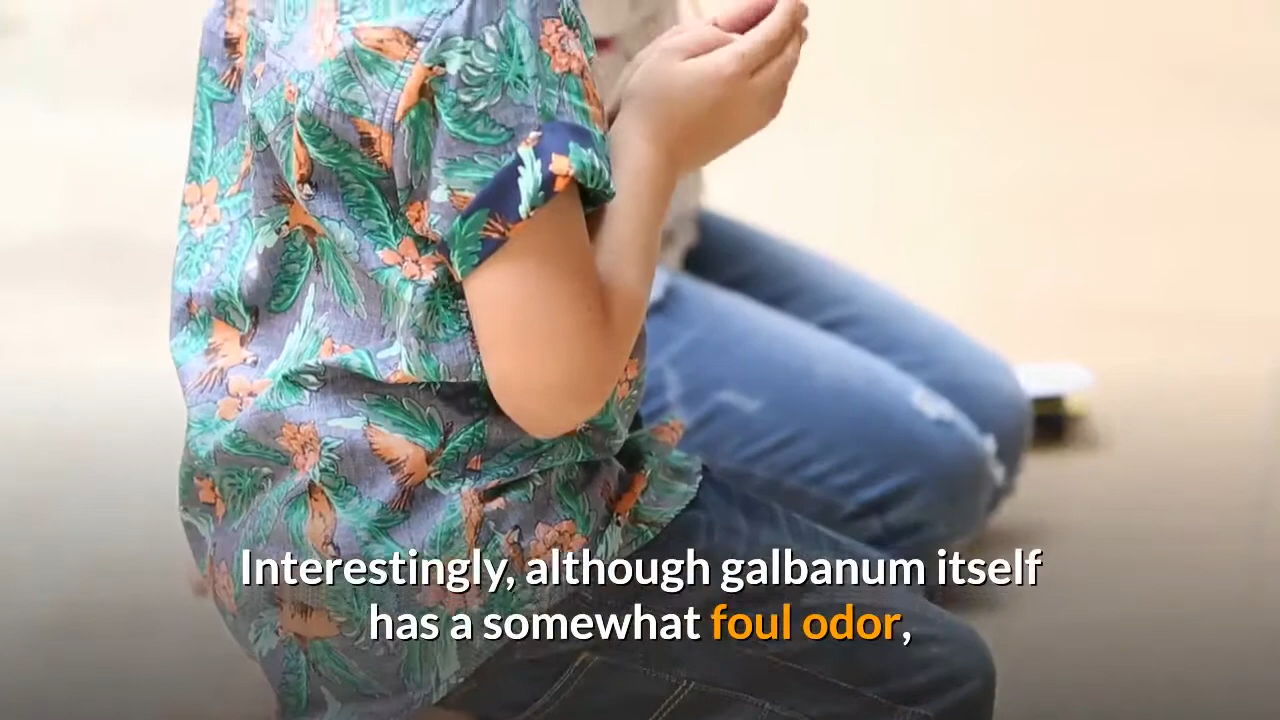 Interestingly, although galbanum itself
has a somewhat foul odor,